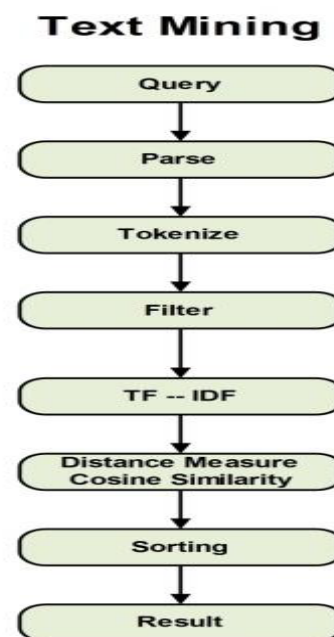 Text Mining
Query
Parse
Tokenize
Filter
TF -- IDF
Distance Measure
Cosine Similarity
Sorting
Result